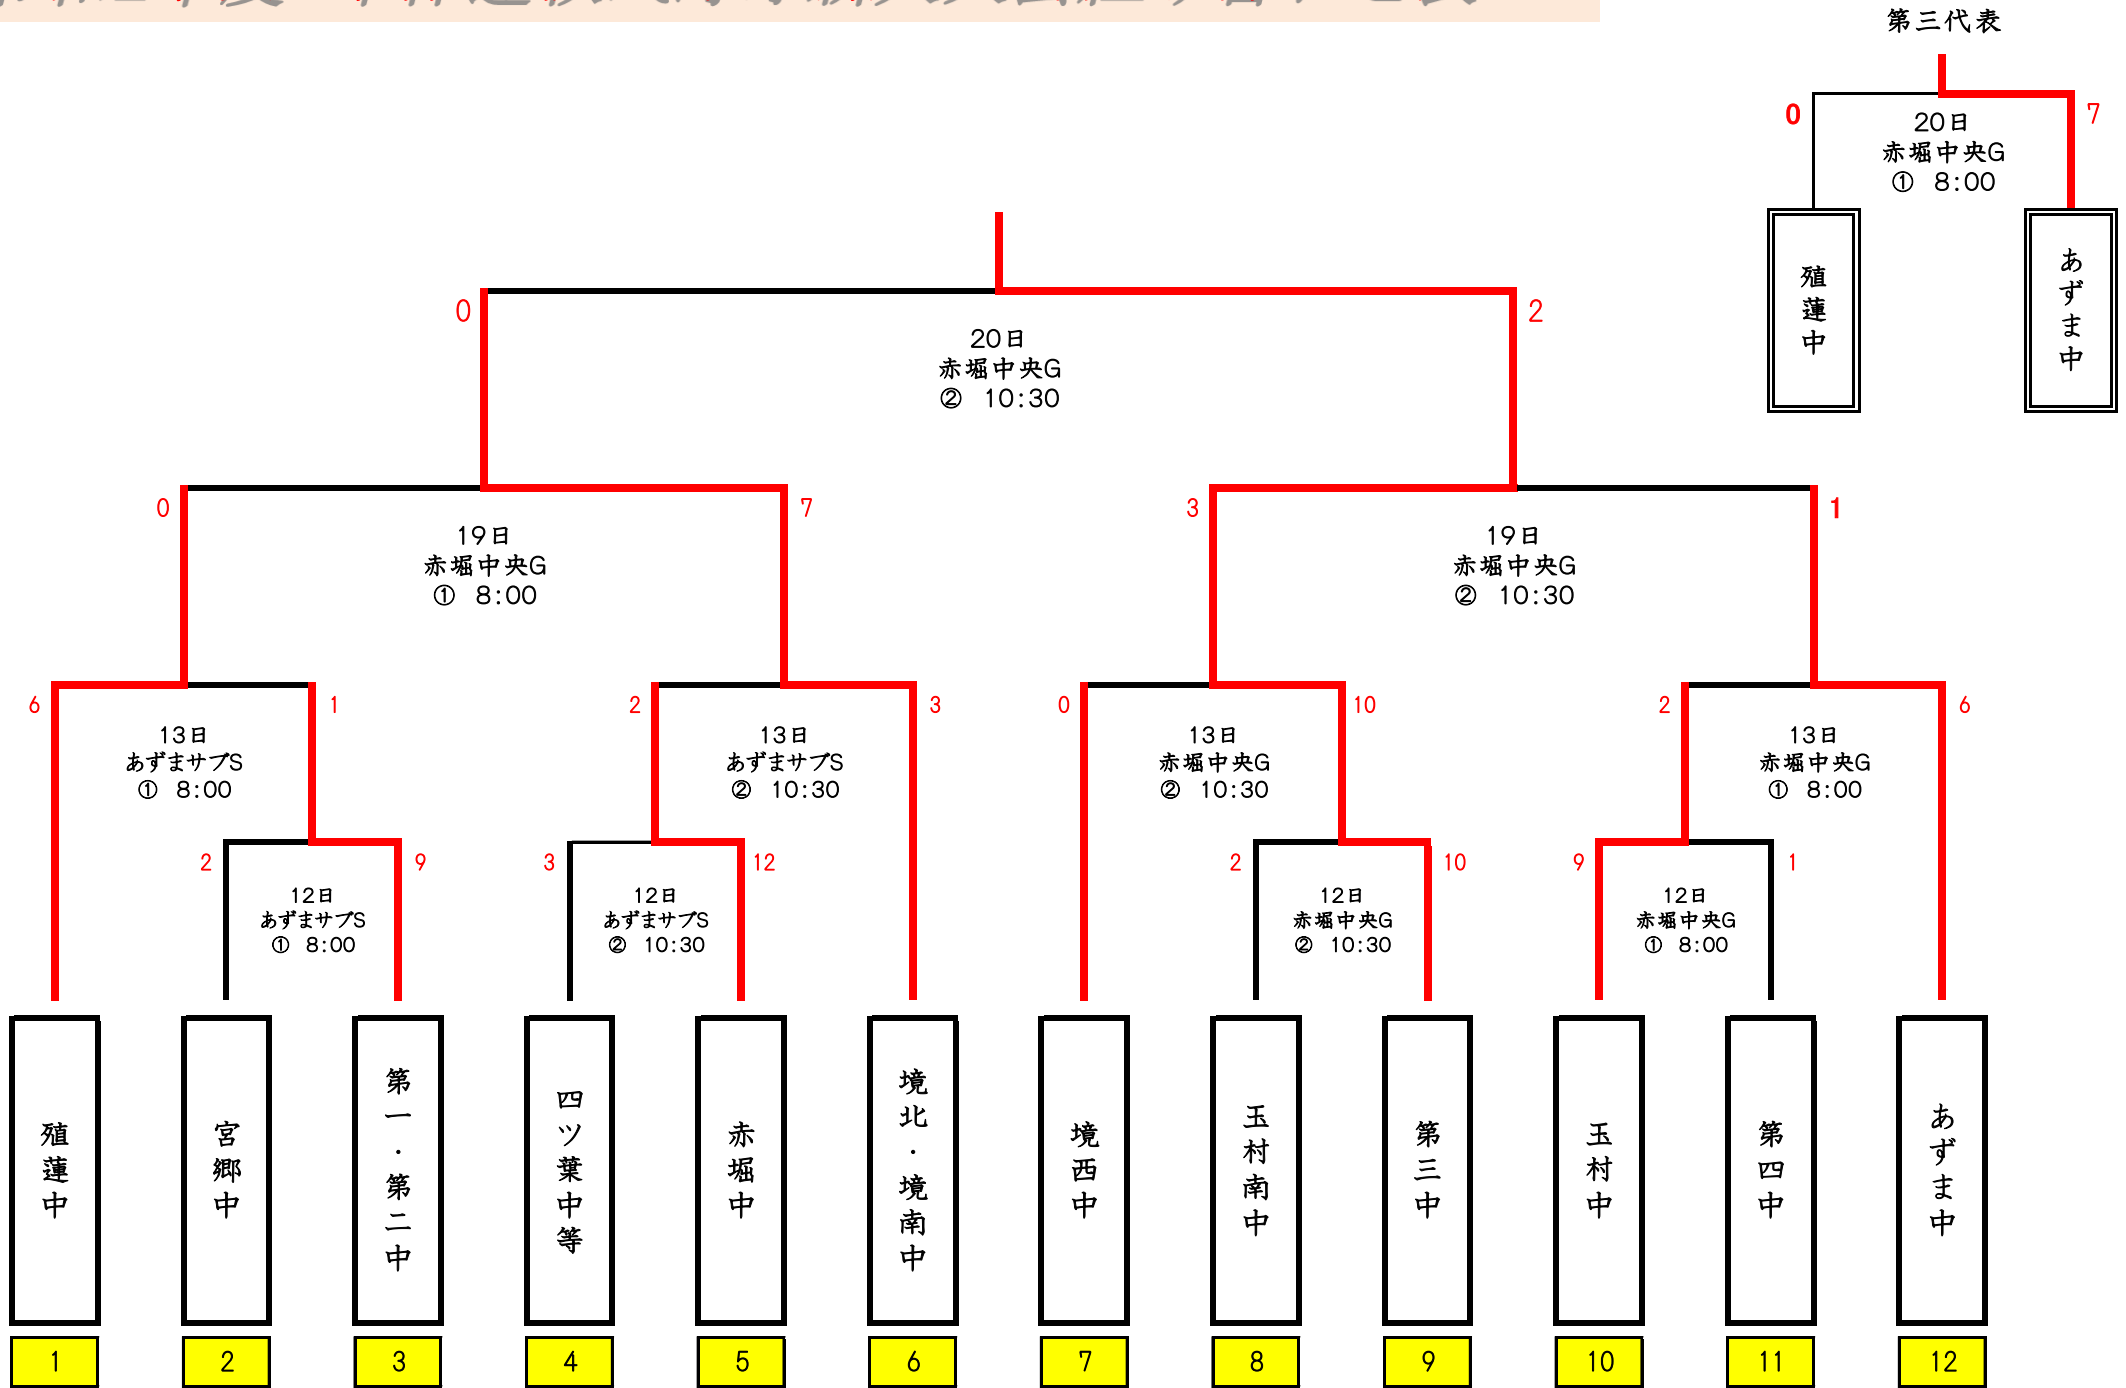 第三代表
0
7
20日
赤堀中央G
① 8:00
殖蓮中
あずま中
0
2
20日
赤堀中央G
② 10:30
0
7
3
1
19日
赤堀中央G
① 8:00
19日
赤堀中央G
② 10:30
6
1
2
3
0
10
2
6
13日
あずまサブS
① 8:00
13日
あずまサブS
② 10:30
13日
赤堀中央G
② 10:30
13日
赤堀中央G
① 8:00
2
9
3
12
2
10
9
1
12日
あずまサブS
① 8:00
12日
あずまサブS
② 10:30
12日
赤堀中央G
② 10:30
12日
赤堀中央G
① 8:00
殖蓮中
宮郷中
第一・第二中
四ツ葉中等
赤堀中
境北・境南中
境西中
玉村南中
第三中
玉村中
第四中
あずま中
1
2
3
4
5
6
7
8
9
10
11
12